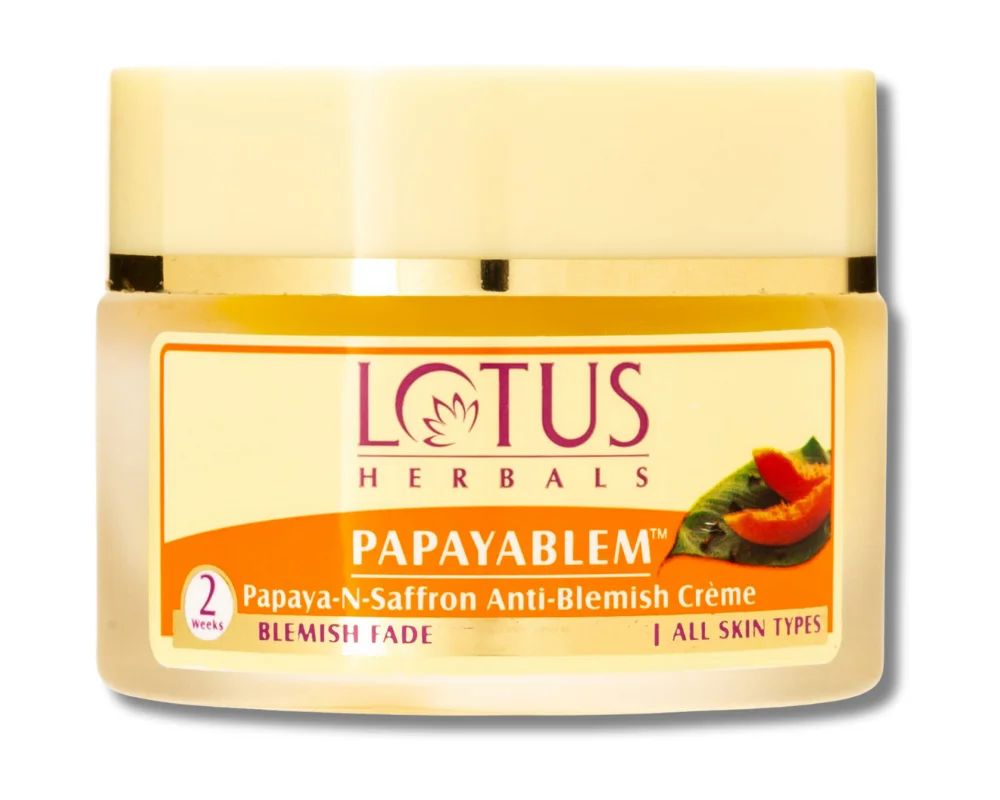 LOTUS
HERBALS
PAPAYABLEM™
Papaya-N-Saffron Anti-Blemish Crème
2
Weeks
BLEMISH FADE
| ALL SKIN TYPES